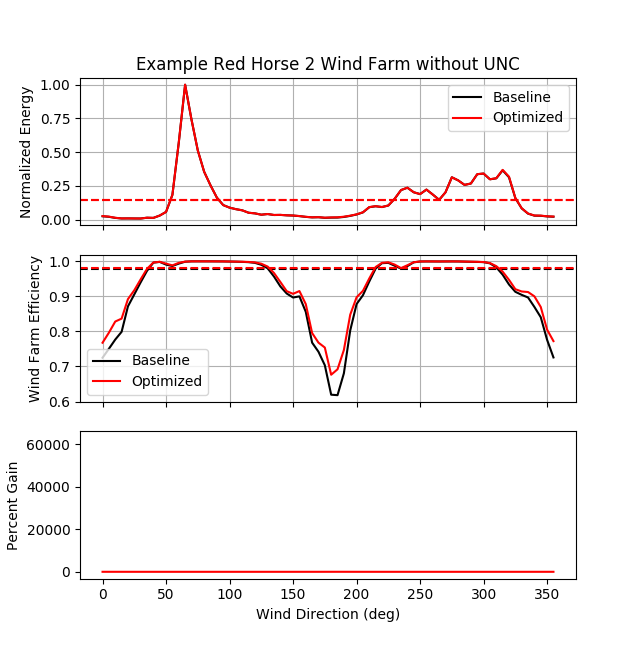 Example Red Horse 2 Wind Farm without UNC
Normalized Energy
1.00
0.75
0.50
0.25
0.00
Baseline
Optimized
Wind Farm Efficiency
1.0
0.9
0.8
0.7
0.6
Baseline
Optimized
Percent Gain
60000
40000
20000
0
0 50 100 150 200 250 300 350
Wind Direction (deg)